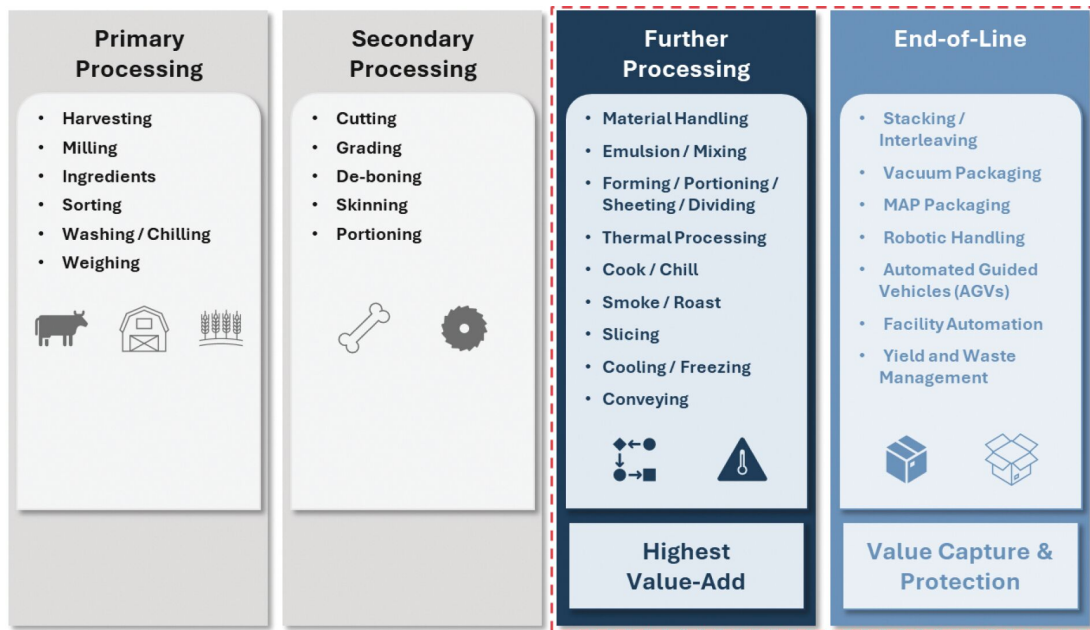 Primary
Processing
• Harvesting
• Milling
• Ingredients
• Sorting
• Washing / Chilling
• Weighing
Secondary
Processing
• Cutting
• Grading
• De-boning
• Skinning
• Portioning
Further
Processing
• Material Handling
• Emulsion / Mixing
• Forming / Portioning /
Sheeting / Dividing
• Thermal Processing
• Cook / Chill
• Smoke / Roast
• Slicing
• Cooling / Freezing
• Conveying
Highest
Value-Add
End-of-Line
• Stacking /
Interleaving
• Vacuum Packaging
• MAP Packaging
• Robotic Handling
• Automated Guided
Vehicles (AGVs)
• Facility Automation
• Yield and Waste
Management
Value Capture &
Protection